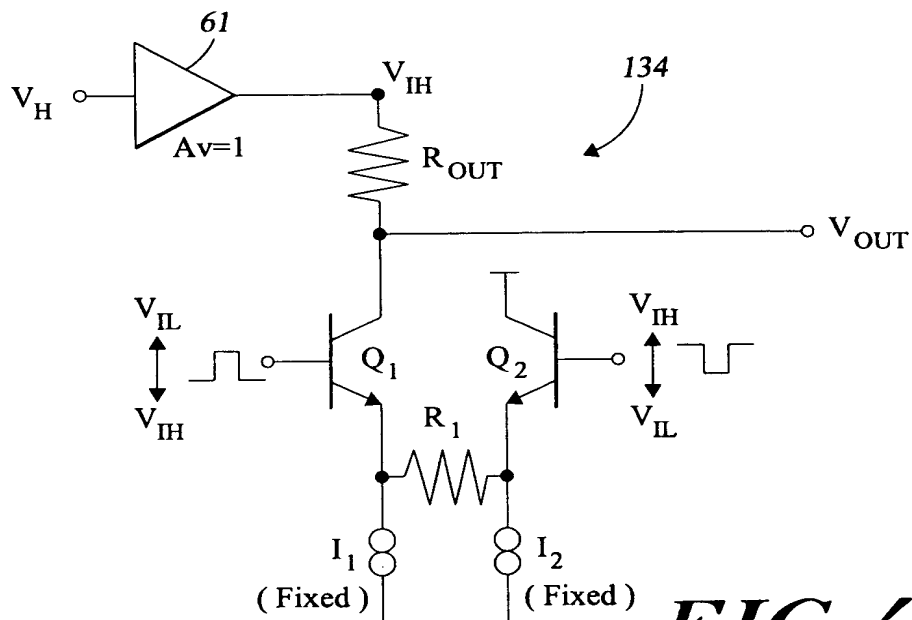 61
V_H
Av=1
V_IH
134
R_OUT
V_OUT
V_IL
V_IH
Q_1
Q_2
V_IH
V_IL
R_1
I_1
( Fixed )
I_2
( Fixed )